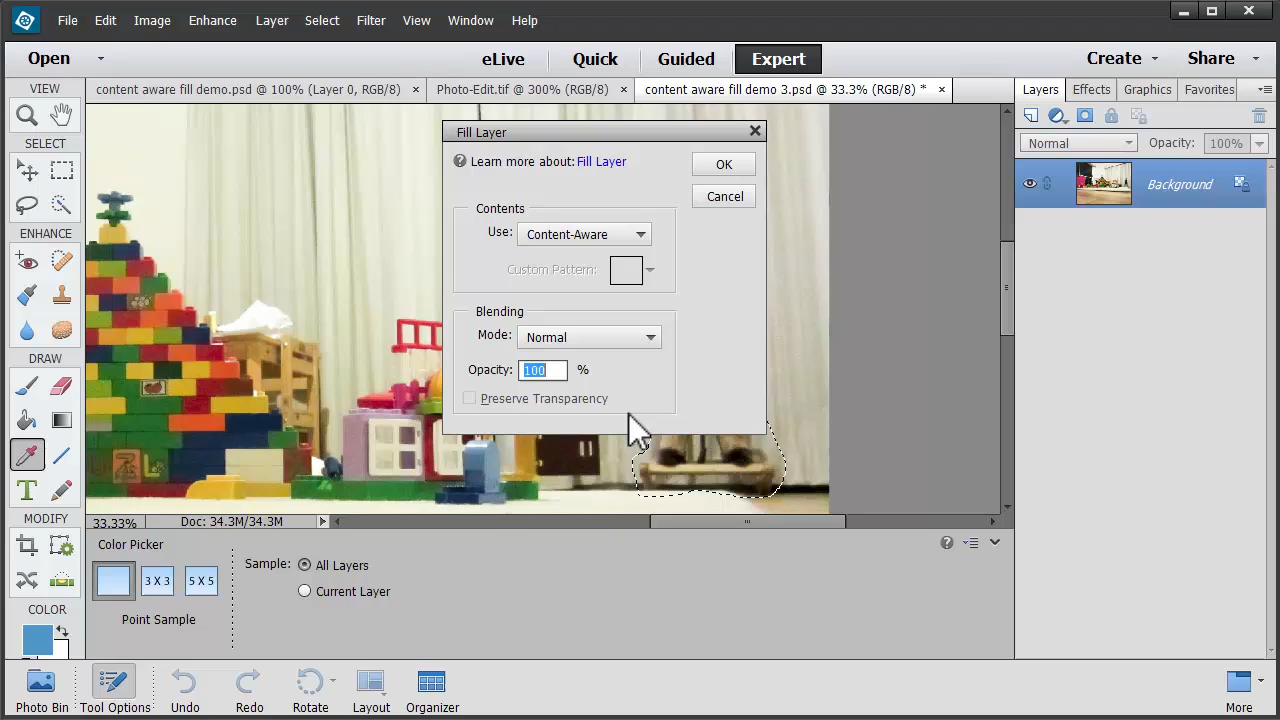 File Edit Image Enhance Layer Select Filter View Window Help
Open eLive Quick Guided Expert Create Share
VIEW content aware fill demo.psd @ 100% (Layer 0, RGB/8) × Photo-Edit.tif @ 300% (RGB/8) × content aware fill demo 3.psd @ 33.3% (RGB/8) * × Layers Effects Graphics Favorites
Fill Layer
Normal Opacity: 100%
SELECT
Learn more about: Fill Layer OK
Background
Cancel
Contents
Use: Content-Aware
ENHANCE
Custom Pattern:
Blending
Mode: Normal
DRAW
Opacity: 100 %
Preserve Transparency
T
MODIFY
33.33% Doc: 34.3M/34.3M
Color Picker
Sample: All Layers
3 X 3 5 X 5
Current Layer
COLOR
Point Sample
Photo Bin Tool Options Undo Redo Rotate Layout Organizer More